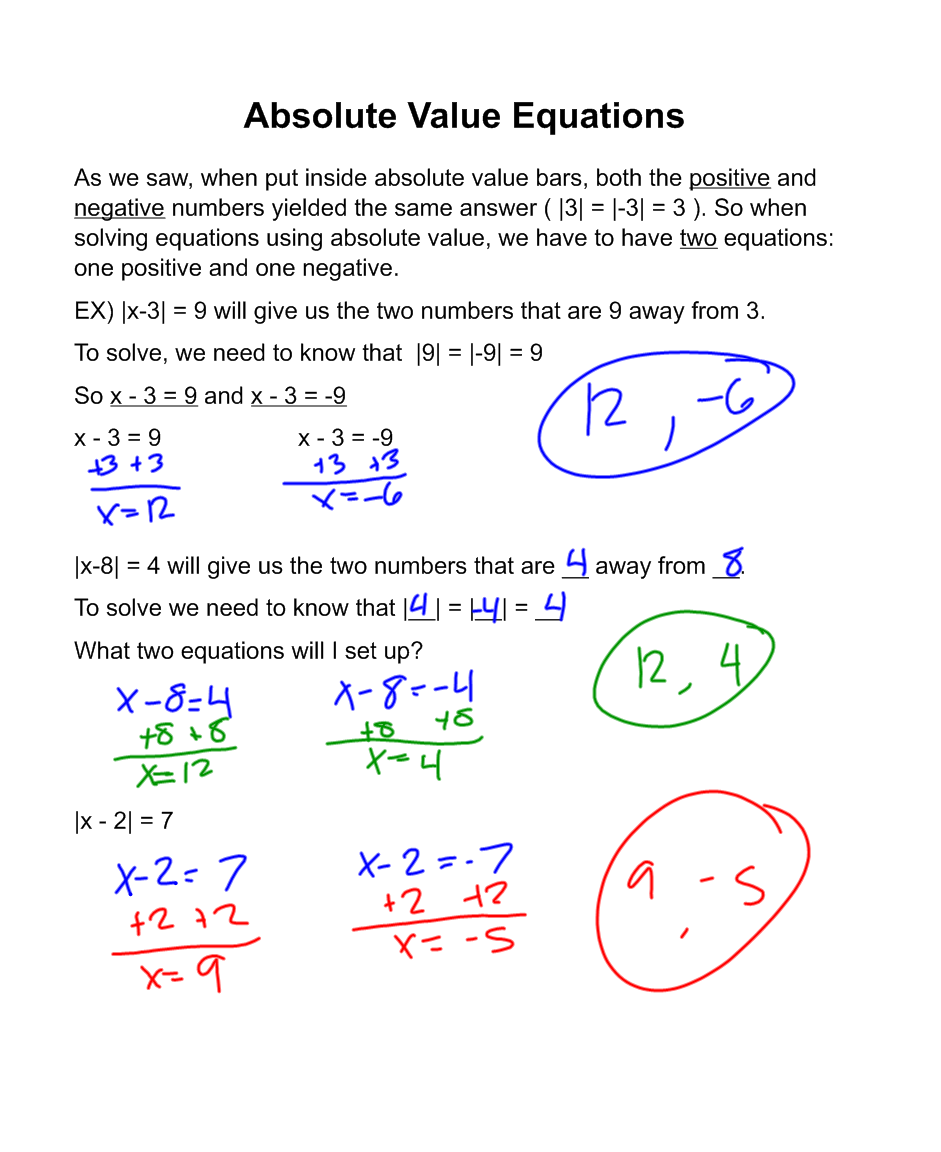 Absolute Value Equations
As we saw, when put inside absolute value bars, both the positive and
negative numbers yielded the same answer ( |3| = |-3| = 3 ). So when
solving equations using absolute value, we have to have two equations:
one positive and one negative.
EX) |x-3| = 9 will give us the two numbers that are 9 away from 3.
To solve, we need to know that |9| = |-9| = 9
So x - 3 = 9 and x - 3 = -9
12 , -6
x - 3 = 9 x - 3 = -9
+3 +3 +3 +3
x = 12 x = -6
|x-8| = 4 will give us the two numbers that are 4 away from 8.
To solve we need to know that |4| = |-4| = 4
What two equations will I set up?
12, 4
x - 8 = 4 x - 8 = -4
+8 +8 +8 +8
x = 12 x = 4
|x - 2| = 7
x - 2 = 7 x - 2 = -7
9, -5
+2 +2 +2 +2
x = 9 x = -5